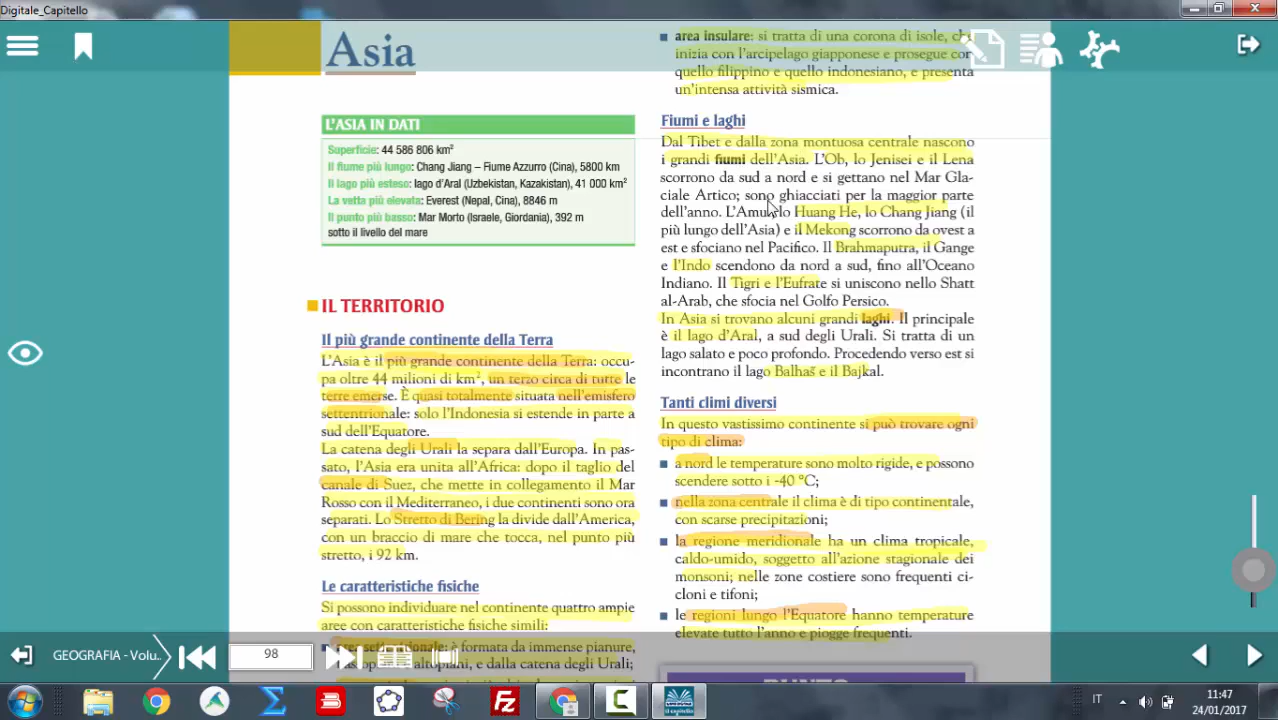 Digitale_Capitello
Asia
L'ASIA IN DATI
Superficie: 44 586 806 km²
Il fiume più lungo: Chang Jiang – Fiume Azzurro (Cina), 5800 km
Il lago più esteso: lago d'Aral (Uzbekistan, Kazakistan), 41 000 km²
La vetta più elevata: Everest (Nepal, Cina), 8846 m
Il punto più basso: Mar Morto (Israele, Giordania), 392 m
sotto il livello del mare
IL TERRITORIO
Il più grande continente della Terra
L'Asia è il più grande continente della Terra: occu-
pa oltre 44 milioni di km², un terzo circa di tutte le
terre emerse. È quasi totalmente situata nell'emisfero
settentrionale: solo l'Indonesia si estende in parte a
sud dell'Equatore.
La catena degli Urali la separa dall'Europa. In pas-
sato, l'Asia era unita all'Africa: dopo il taglio del
canale di Suez, che mette in collegamento il Mar
Rosso con il Mediterraneo, i due continenti sono ora
separati. Lo Stretto di Bering la divide dall'America,
con un braccio di mare che tocca, nel punto più
stretto, i 92 km.
Le caratteristiche fisiche
Si possono individuare nel continente quattro ampie
aree con caratteristiche fisiche simili:
è formata da immense pianure,
altopiani, e dalla catena degli Urali;
area insulare: si tratta di una corona di isole, che
inizia con l'arcipelago giapponese e prosegue con
quello filippino e quello indonesiano, e presenta
un'intensa attività sismica.
Fiumi e laghi
Dal Tibet e dalla zona montuosa centrale nascono
i grandi fiumi dell'Asia. L'Ob, lo Jenisei e il Lena
scorrono da sud a nord e si gettano nel Mar Gla-
ciale Artico; sono ghiacciati per la maggior parte
dell'anno. L'Amur, lo Huang He, lo Chang Jiang (il
più lungo dell'Asia) e il Mekong scorrono da ovest a
est e sfociano nel Pacifico. Il Brahmaputra, il Gange
e l'Indo scendono da nord a sud, fino all'Oceano
Indiano. Il Tigri e l'Eufrate si uniscono nello Shatt
al-Arab, che sfocia nel Golfo Persico.
In Asia si trovano alcuni grandi laghi. Il principale
è il lago d'Aral, a sud degli Urali. Si tratta di un
lago salato e poco profondo. Procedendo verso est si
incontrano il lago Balhaš e il Bajkal.
Tanti climi diversi
In questo vastissimo continente si può trovare ogni
tipo di clima:
a nord le temperature sono molto rigide, e possono
scendere sotto i -40 °C;
nella zona centrale il clima è di tipo continentale,
con scarse precipitazioni;
la regione meridionale ha un clima tropicale,
caldo-umido, soggetto all'azione stagionale dei
monsoni; nelle zone costiere sono frequenti ci-
cloni e tifoni;
le regioni lungo l'Equatore hanno temperature
elevate tutto l'anno e piogge frequenti.
GEOGRAFIA - Volu...
98
IT
11:47
24/01/2017